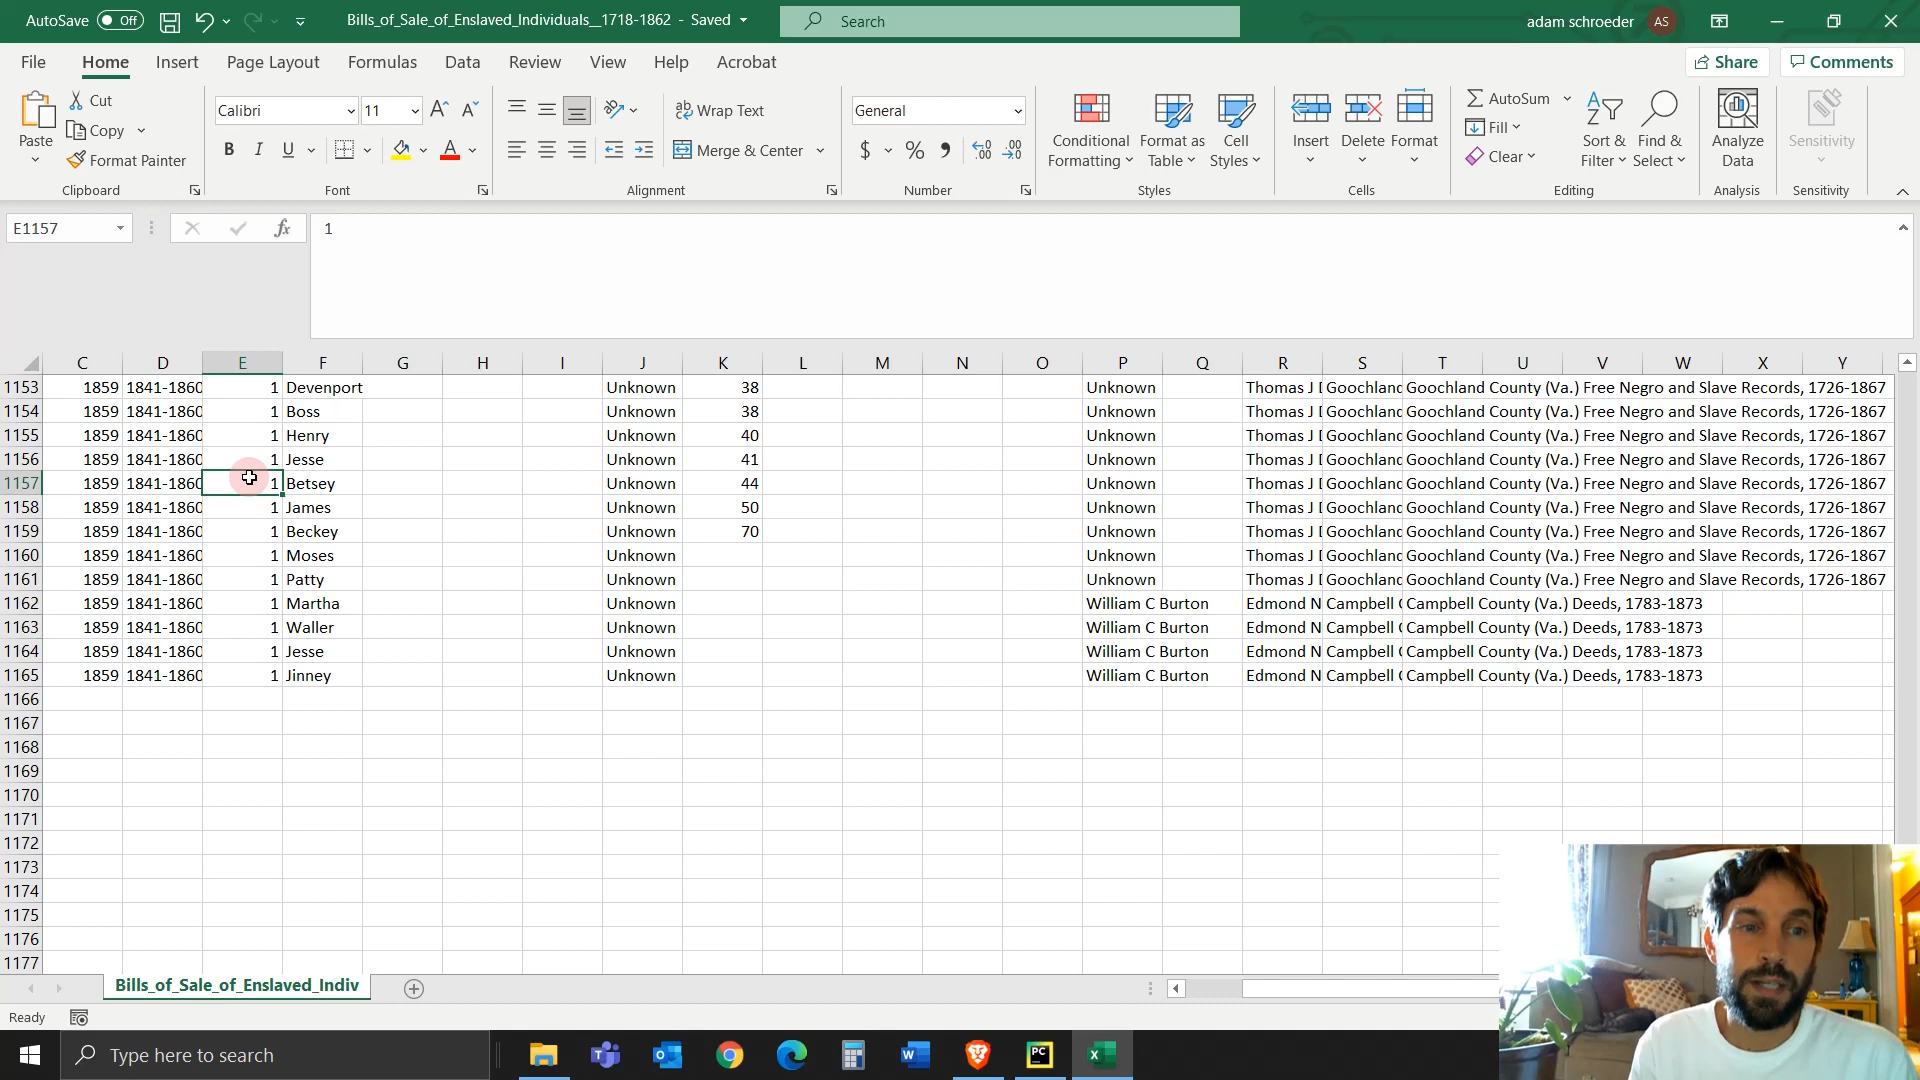 AutoSave Off Bills_of_Sale_of_Enslaved_Individuals__1718-1862 - Saved Search adam schroeder AS
File Home Insert Page Layout Formulas Data Review View Help Acrobat Share Comments
Paste Cut Copy Format Painter Clipboard
Calibri 11 B I U A Font
Wrap Text Merge & Center Alignment
General $ % Number
Conditional Formatting Format as Table Cell Styles Styles
Insert Delete Format Cells
AutoSum Fill Clear Sort & Filter Find & Select Editing
Analyze Data Analysis
Sensitivity Sensitivity
E1157 fx 1
C D E F G H I J K L M N O P Q R S T U V W X Y
1153 1859 1841-1860 1 Devenport Unknown 38 Unknown Thomas J Goochland Goochland County (Va.) Free Negro and Slave Records, 1726-1867
1154 1859 1841-1860 1 Boss Unknown 38 Unknown Thomas J Goochland Goochland County (Va.) Free Negro and Slave Records, 1726-1867
1155 1859 1841-1860 1 Henry Unknown 40 Unknown Thomas J Goochland Goochland County (Va.) Free Negro and Slave Records, 1726-1867
1156 1859 1841-1860 1 Jesse Unknown 41 Unknown Thomas J Goochland Goochland County (Va.) Free Negro and Slave Records, 1726-1867
1157 1859 1841-1860 1 Betsey Unknown 44 Unknown Thomas J Goochland Goochland County (Va.) Free Negro and Slave Records, 1726-1867
1158 1859 1841-1860 1 James Unknown 50 Unknown Thomas J Goochland Goochland County (Va.) Free Negro and Slave Records, 1726-1867
1159 1859 1841-1860 1 Beckey Unknown 70 Unknown Thomas J Goochland Goochland County (Va.) Free Negro and Slave Records, 1726-1867
1160 1859 1841-1860 1 Moses Unknown Unknown Thomas J Goochland Goochland County (Va.) Free Negro and Slave Records, 1726-1867
1161 1859 1841-1860 1 Patty Unknown Unknown Thomas J Goochland Goochland County (Va.) Free Negro and Slave Records, 1726-1867
1162 1859 1841-1860 1 Martha Unknown William C Burton Edmond N Campbell Campbell County (Va.) Deeds, 1783-1873
1163 1859 1841-1860 1 Waller Unknown William C Burton Edmond N Campbell Campbell County (Va.) Deeds, 1783-1873
1164 1859 1841-1860 1 Jesse Unknown William C Burton Edmond N Campbell Campbell County (Va.) Deeds, 1783-1873
1165 1859 1841-1860 1 Jinney Unknown William C Burton Edmond N Campbell Campbell County (Va.) Deeds, 1783-1873
1166
1167
1168
1169
1170
1171
1172
1173
1174
1175
1176
1177
Bills_of_Sale_of_Enslaved_Indiv
Ready
Type here to search